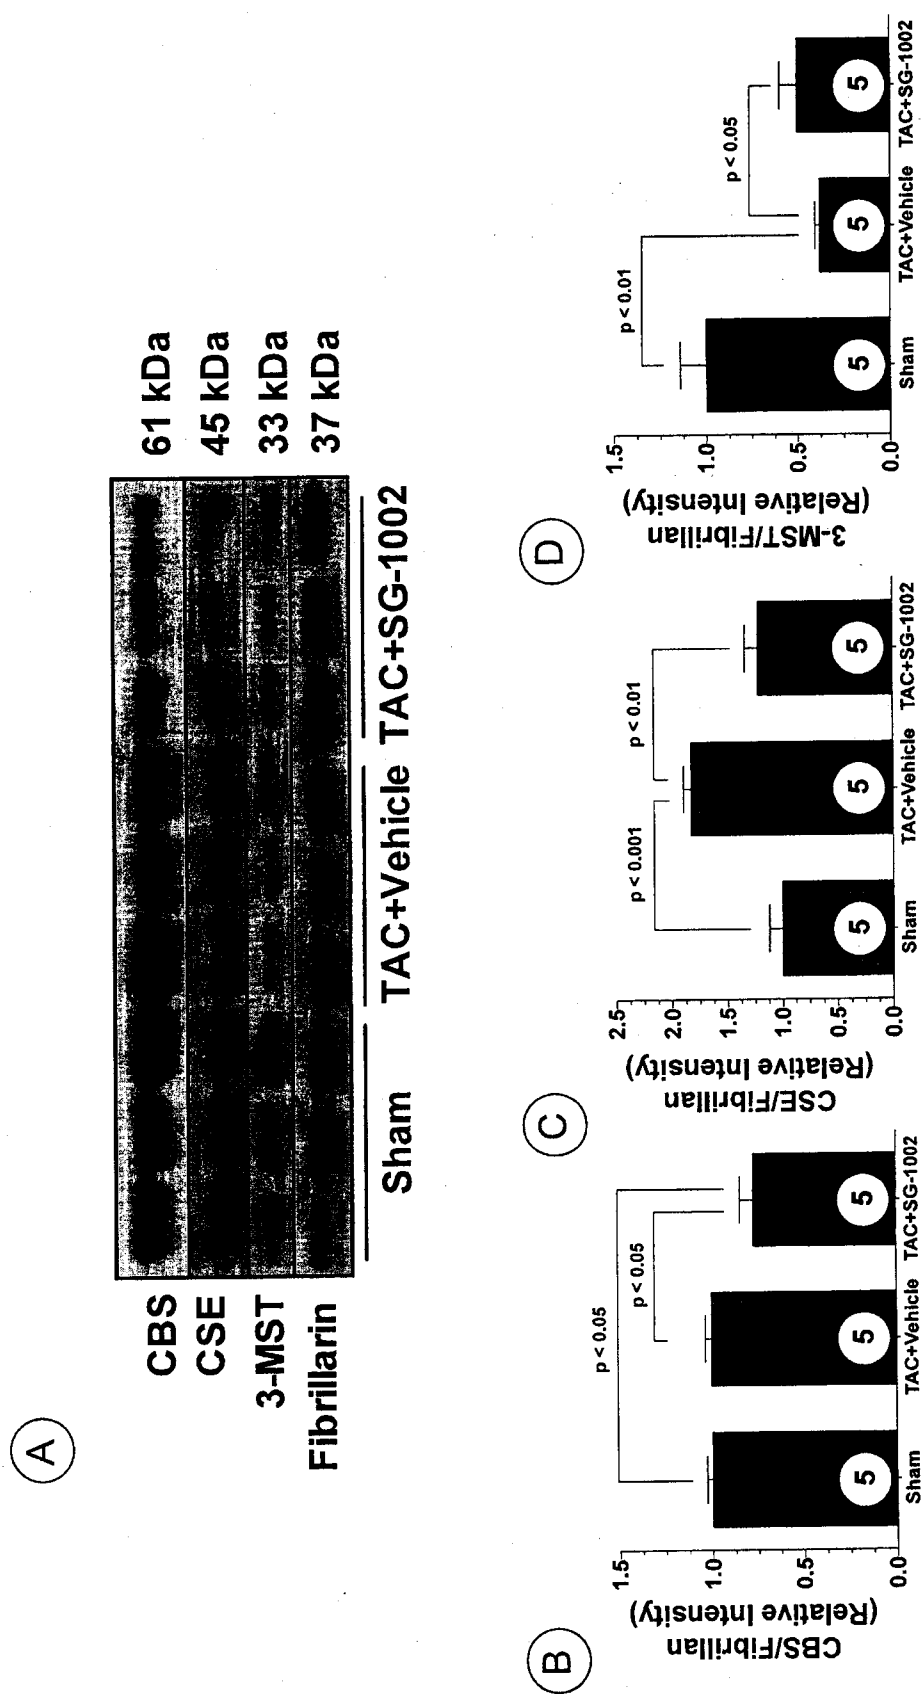 A
CBS
61 kDa
CSE
45 kDa
3-MST
33 kDa
Fibrillarin
37 kDa
Sham
TAC+Vehicle
TAC+SG-1002
B
CBS/Fibrillan
(Relative Intensity)
1.5
1.0
0.5
0.0
p < 0.05
p < 0.05
5
5
5
Sham
TAC+Vehicle
TAC+SG-1002
C
CSE/Fibrillan
(Relative Intensity)
2.5
2.0
1.5
1.0
0.5
0.0
p < 0.001
p < 0.01
5
5
5
Sham
TAC+Vehicle
TAC+SG-1002
D
3-MST/Fibrillan
(Relative Intensity)
1.5
1.0
0.5
0.0
p < 0.01
p < 0.05
5
5
5
Sham
TAC+Vehicle
TAC+SG-1002